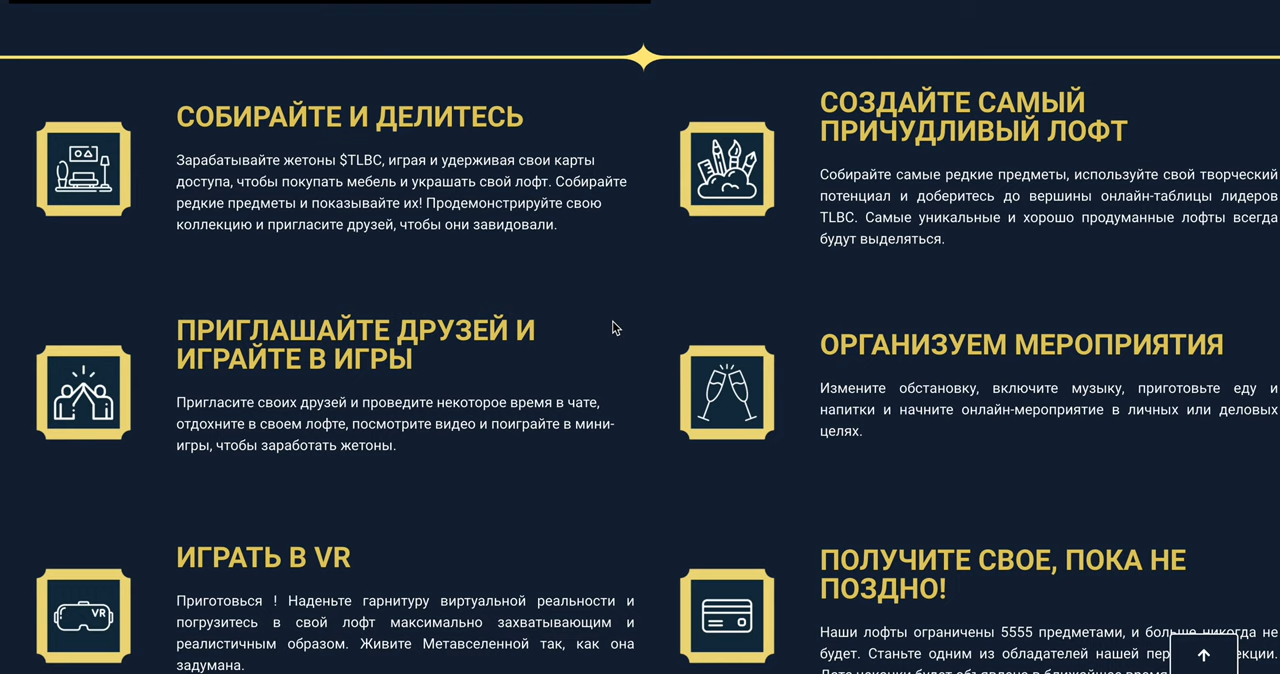 СОБИРАЙТЕ И ДЕЛИТЕСЬ
Зарабатывайте жетоны $TLBC, играя и удерживая свои карты
доступа, чтобы покупать мебель и украшать свой лофт. Собирайте
редкие предметы и показывайте их! Продемонстрируйте свою
коллекцию и пригласите друзей, чтобы они завидовали.
СОЗДАЙТЕ САМЫЙ
ПРИЧУДЛИВЫЙ ЛОФТ
Собирайте самые редкие предметы, используйте свой творческий
потенциал и доберитесь до вершины онлайн-таблицы лидеров
TLBC. Самые уникальные и хорошо продуманные лофты всегда
будут выделяться.
ПРИГЛАШАЙТЕ ДРУЗЕЙ И
ИГРАЙТЕ В ИГРЫ
Пригласите своих друзей и проведите некоторое время в чате,
отдохните в своем лофте, посмотрите видео и поиграйте в мини-
игры, чтобы заработать жетоны.
ОРГАНИЗУЕМ МЕРОПРИЯТИЯ
Измените обстановку, включите музыку, приготовьте еду и
напитки и начните онлайн-мероприятие в личных или деловых
целях.
VR
ИГРАТЬ В VR
Приготовься ! Наденьте гарнитуру виртуальной реальности и
погрузитесь в свой лофт максимально захватывающим и
реалистичным образом. Живите Метавселенной так, как она
задумана.
ПОЛУЧИТЕ СВОЕ, ПОКА НЕ
ПОЗДНО!
Наши лофты ограничены 5555 предметами, и больше никогда не
будет. Станьте одним из обладателей нашей